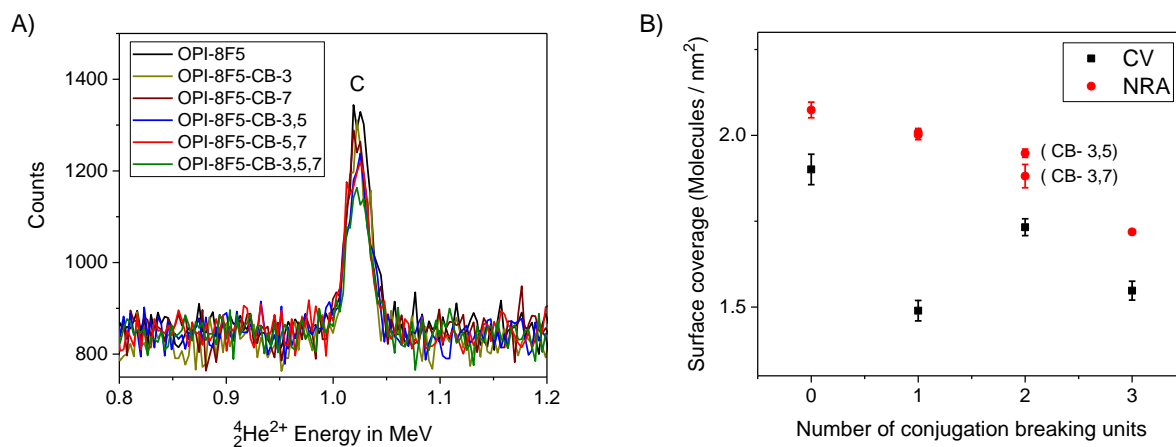 A)
Counts
1400
1200
1000
800
OPI-8F5
OPI-8F5-CB-3
OPI-8F5-CB-7
OPI-8F5-CB-3,5
OPI-8F5-CB-5,7
OPI-8F5-CB-3,5,7
C
0.8 0.9 1.0 1.1 1.2
⁴₂He²⁺ Energy in MeV
B)
Surface coverage (Molecules / nm²)
2.0
1.5
CV
NRA
( CB- 3,5)
( CB- 3,7)
0 1 2 3
Number of conjugation breaking units